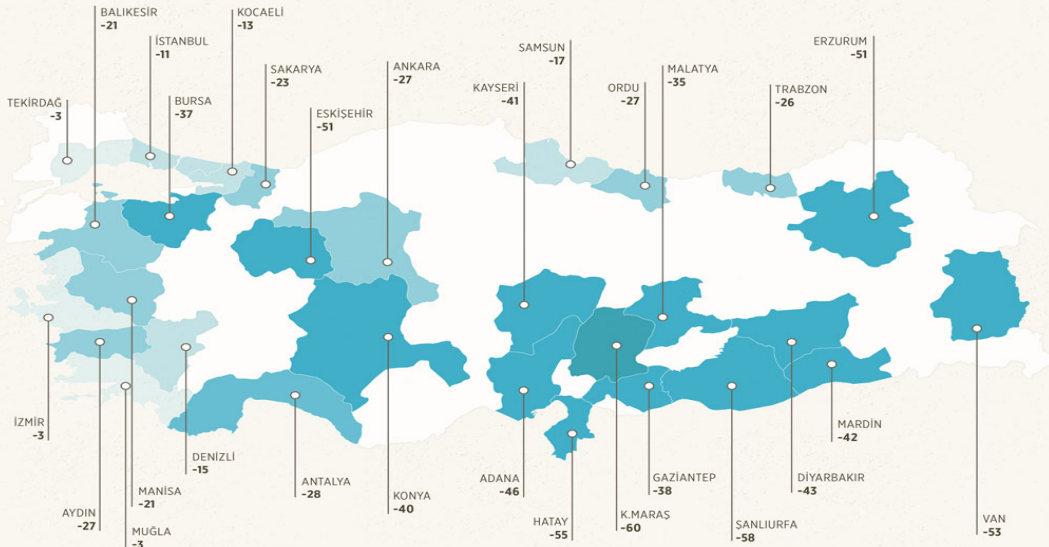 BALIKESİR
-21
KOCAELİ
-13
İSTANBUL
-11
SAKARYA
-23
ANKARA
-27
TEKİRDAĞ
-3
BURSA
-37
ESKİŞEHİR
-51
SAMSUN
-17
KAYSERİ
-41
ORDU
-27
MALATYA
-35
TRABZON
-26
ERZURUM
-51
İZMİR
-3
AYDIN
-27
MUĞLA
-3
MANİSA
-21
DENİZLİ
-15
ANTALYA
-28
KONYA
-40
ADANA
-46
HATAY
-55
K.MARAŞ
-60
GAZİANTEP
-38
ŞANLIURFA
-58
DİYARBAKIR
-43
MARDİN
-42
VAN
-53